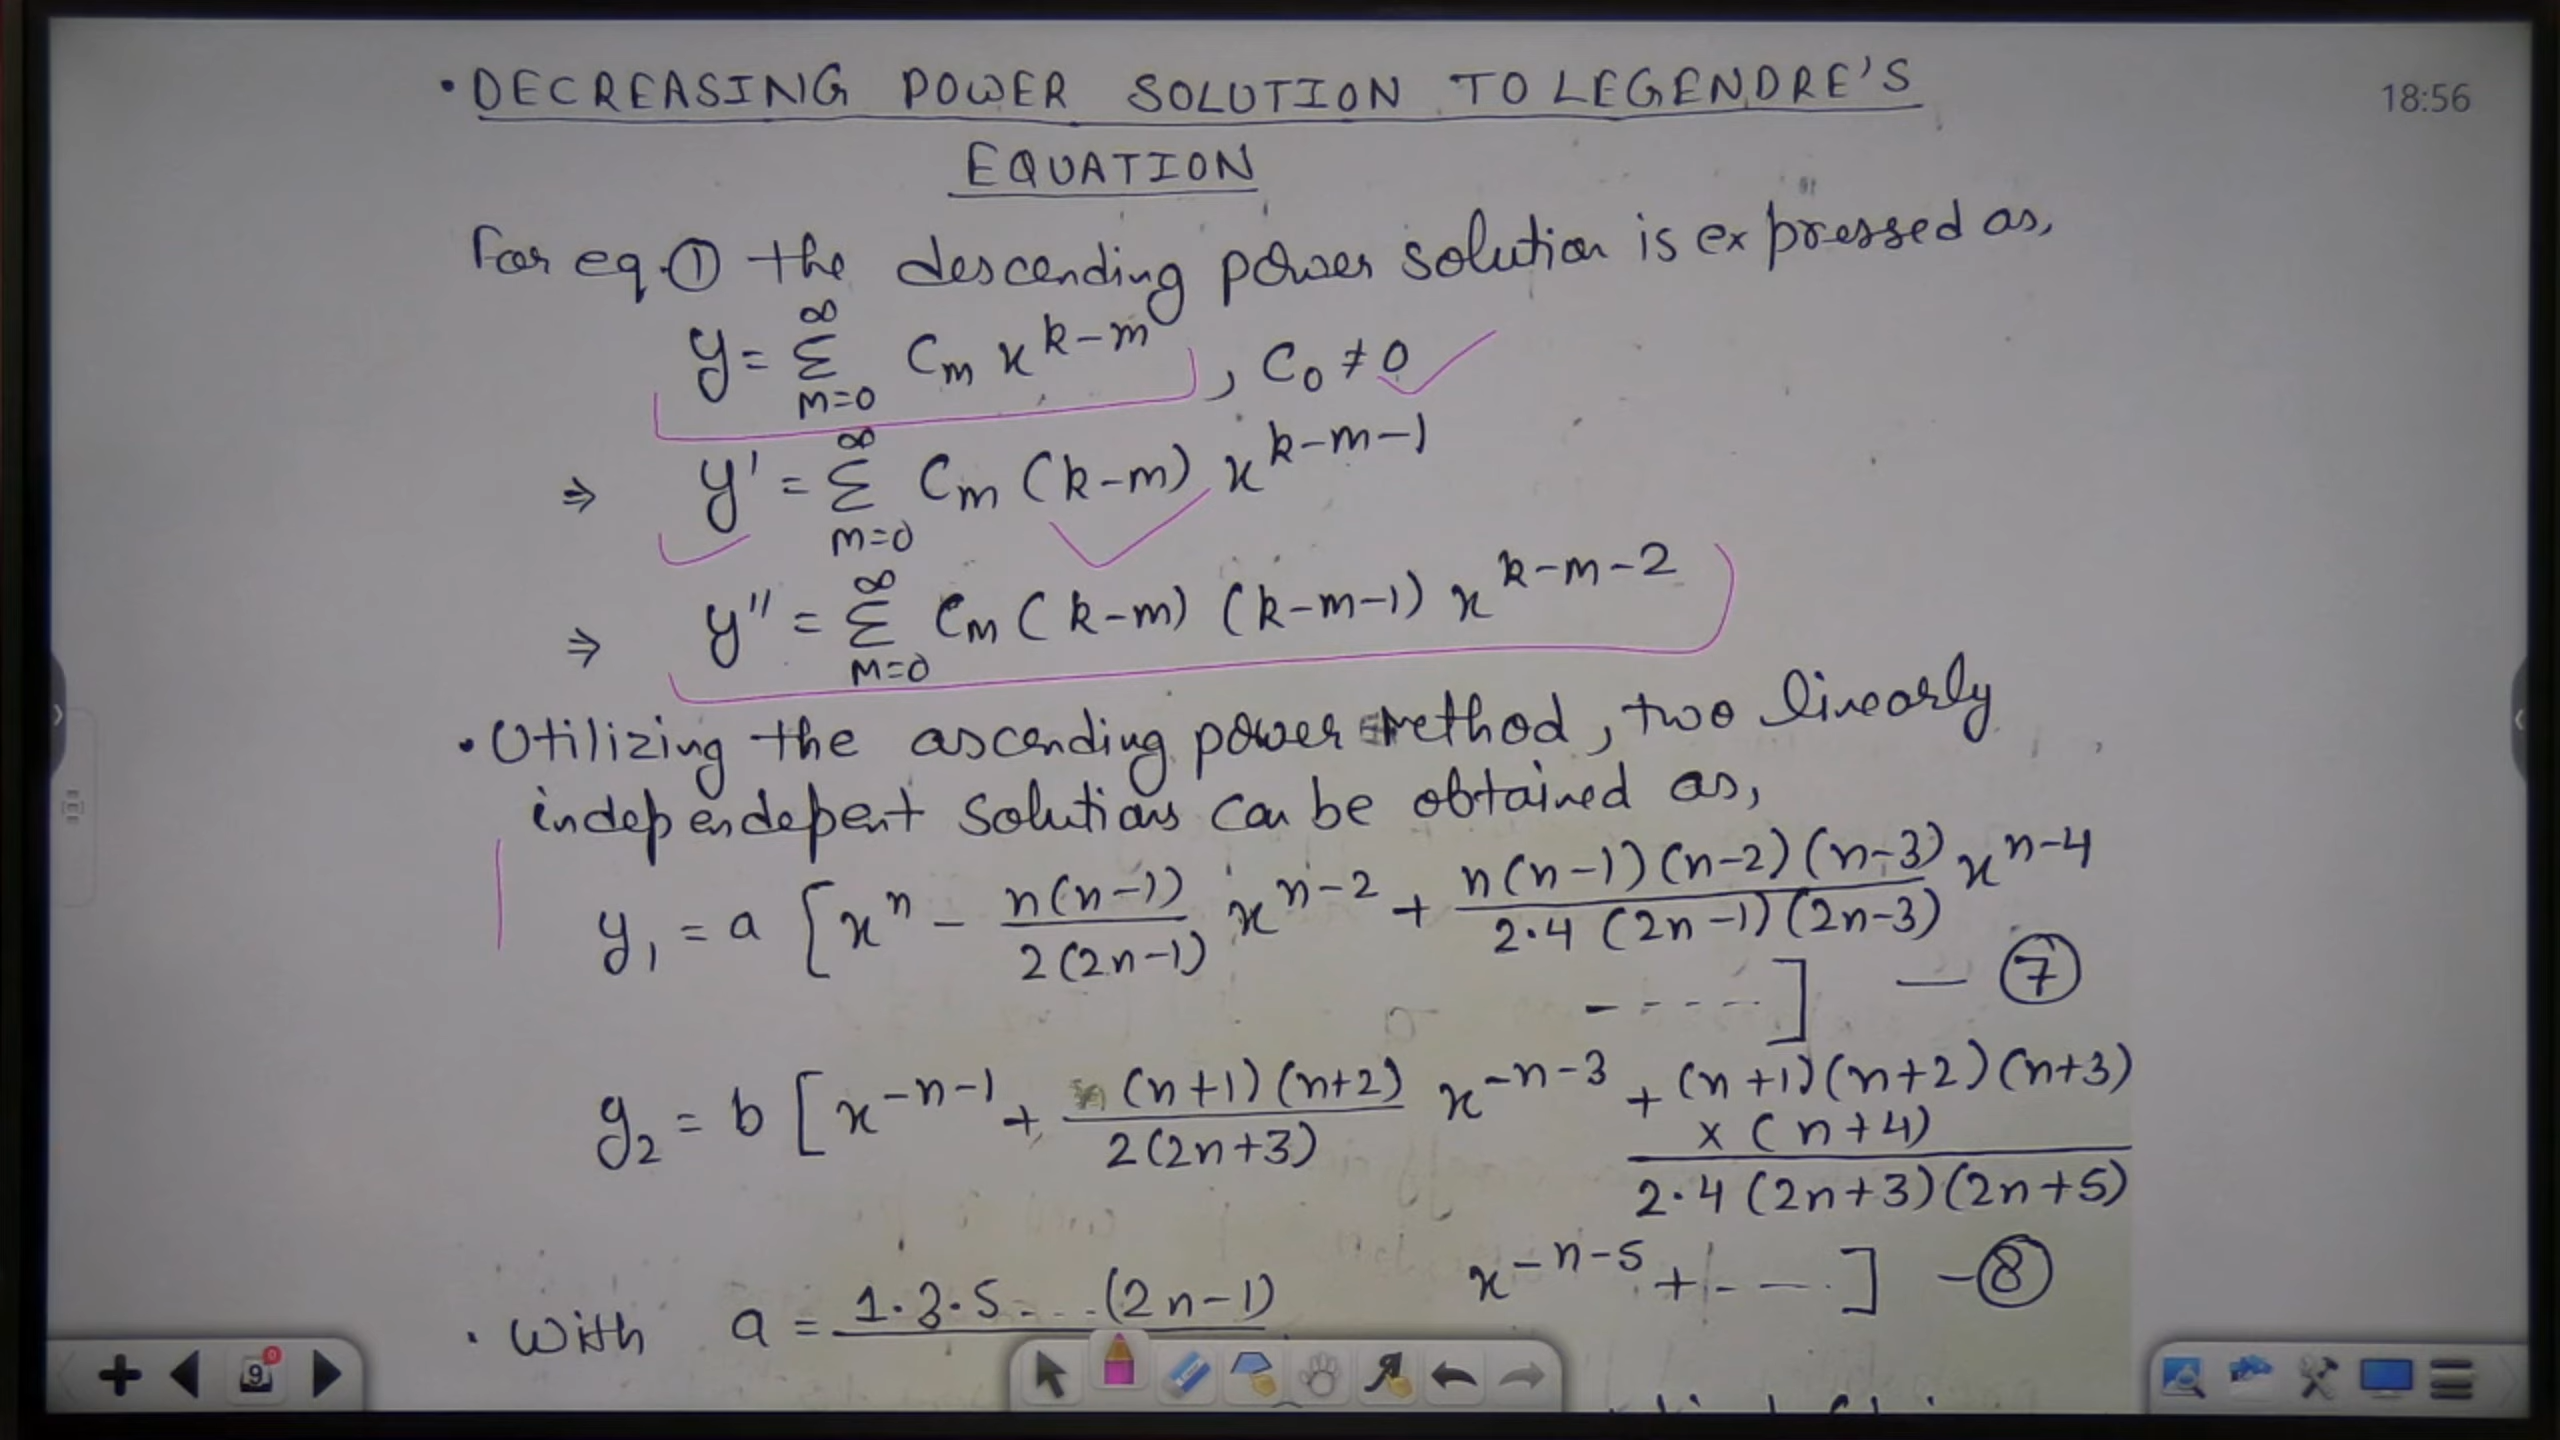 • DECREASING POWER SOLUTION TO LEGENDRE'S
EQUATION
18:56
For eq. ① the descending power solution is expressed as,
y = ∑_{m=0}^{∞} C_m x^{k-m}, C_0 ≠ 0
⇒ y' = ∑_{m=0}^{∞} C_m (k-m) x^{k-m-1}
⇒ y'' = ∑_{m=0}^{∞} C_m (k-m) (k-m-1) x^{k-m-2}
• Utilizing the ascending power method, two linearly
independepent solutions can be obtained as,
y_1 = a [x^n - n(n-1)/2(2n-1) x^{n-2} + n(n-1)(n-2)(n-3)/2·4(2n-1)(2n-3) x^{n-4}
- - - - -] — ⑦
y_2 = b [x^{-n-1} + (n+1)(n+2)/2(2n+3) x^{-n-3} + (n+1)(n+2)(n+3)×(n+4)/2·4(2n+3)(2n+5)
x^{-n-5} + - - - ] - ⑧
• With a = 1·3·5....(2n-1)
9
0